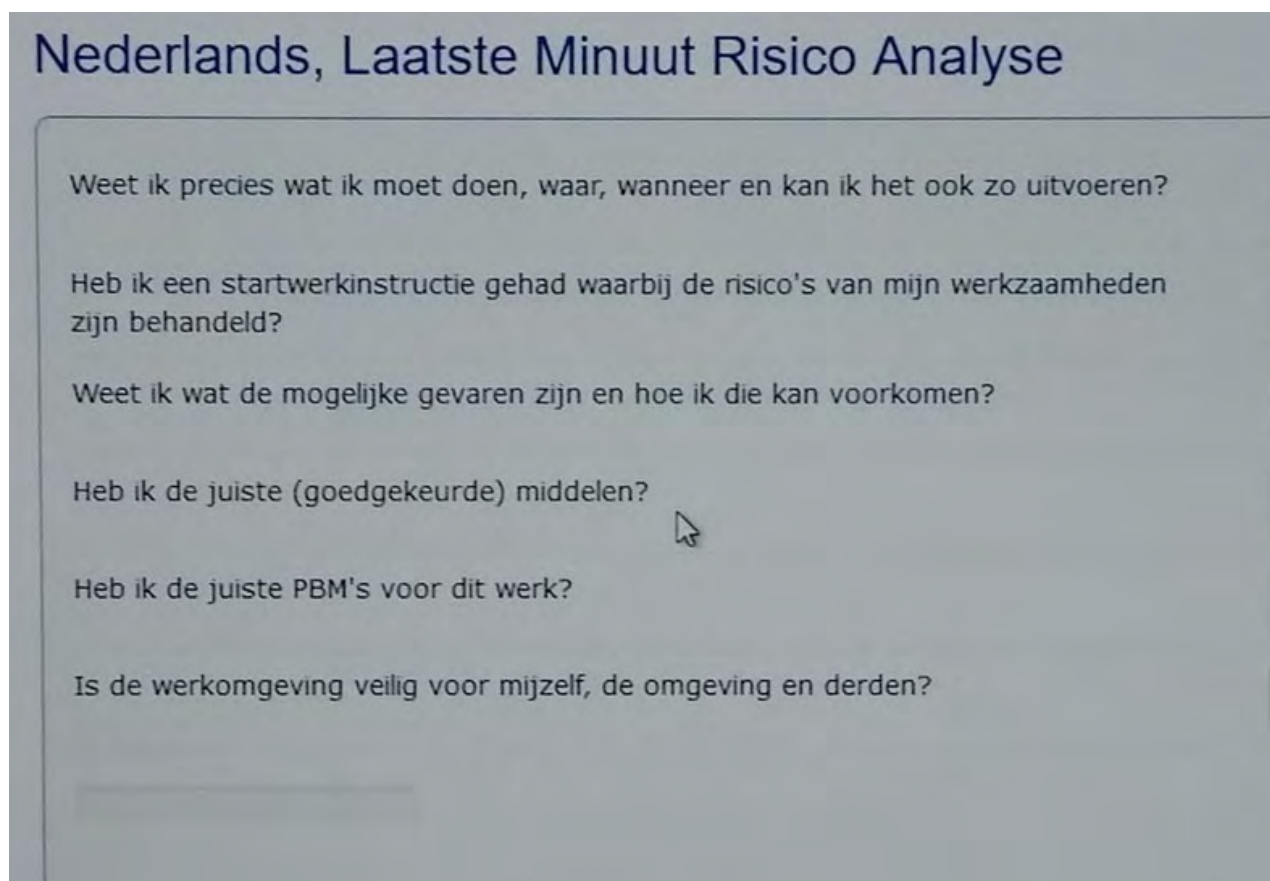 Nederlands, Laatste Minuut Risico Analyse
Weet ik precies wat ik moet doen, waar, wanneer en kan ik het ook zo uitvoeren?
Heb ik een startwerkinstructie gehad waarbij de risico's van mijn werkzaamheden
zijn behandeld?
Weet ik wat de mogelijke gevaren zijn en hoe ik die kan voorkomen?
Heb ik de juiste (goedgekeurde) middelen?
Heb ik de juiste PBM's voor dit werk?
Is de werkomgeving veilig voor mijzelf, de omgeving en derden?